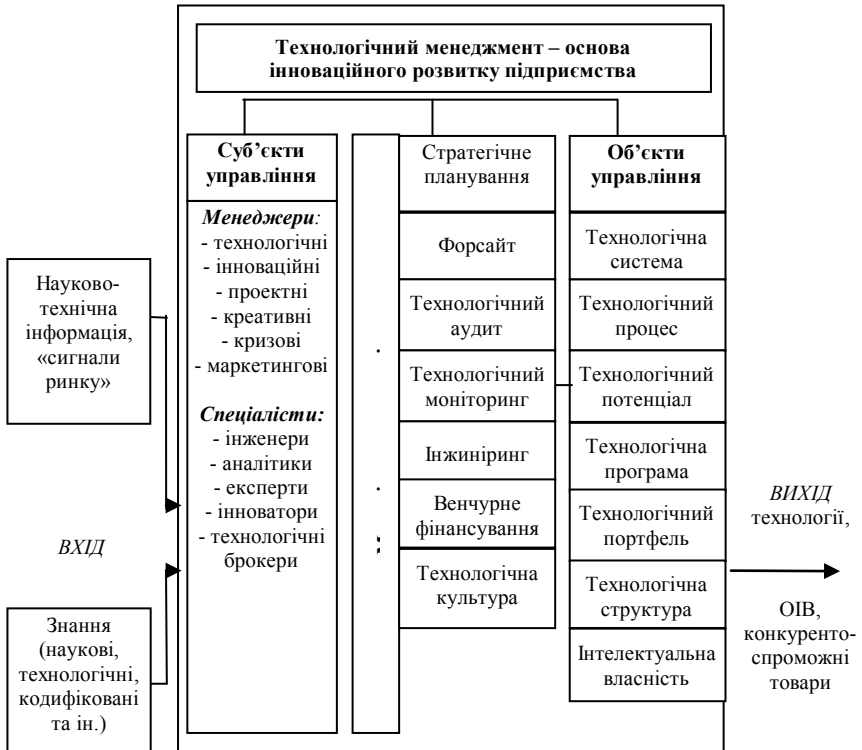 Технологічний менеджмент – основа
інноваційного розвитку підприємства
Науково-
технічна
інформація,
«сигнали
ринку»
ВХІД
Знання
(наукові,
технологічні,
кодифіковані
та ін.)
Суб’єкти
управління
Менеджери:
- технологічні
- інноваційні
- проектні
- креативні
- кризові
- маркетингові
Спеціалісти:
- інженери
- аналітики
- експерти
- інноватори
- технологічні
брокери
Стратегічне
планування
Форсайт
Технологічний
аудит
Технологічний
моніторинг
Інжиніринг
Венчурне
фінансування
Технологічна
культура
Об’єкти
управління
Технологічна
система
Технологічний
процес
Технологічний
потенціал
Технологічна
програма
Технологічний
портфель
Технологічна
структура
Інтелектуальна
власність
ВИХІД
технології,
ОІВ,
конкуренто-
спроможні
товари